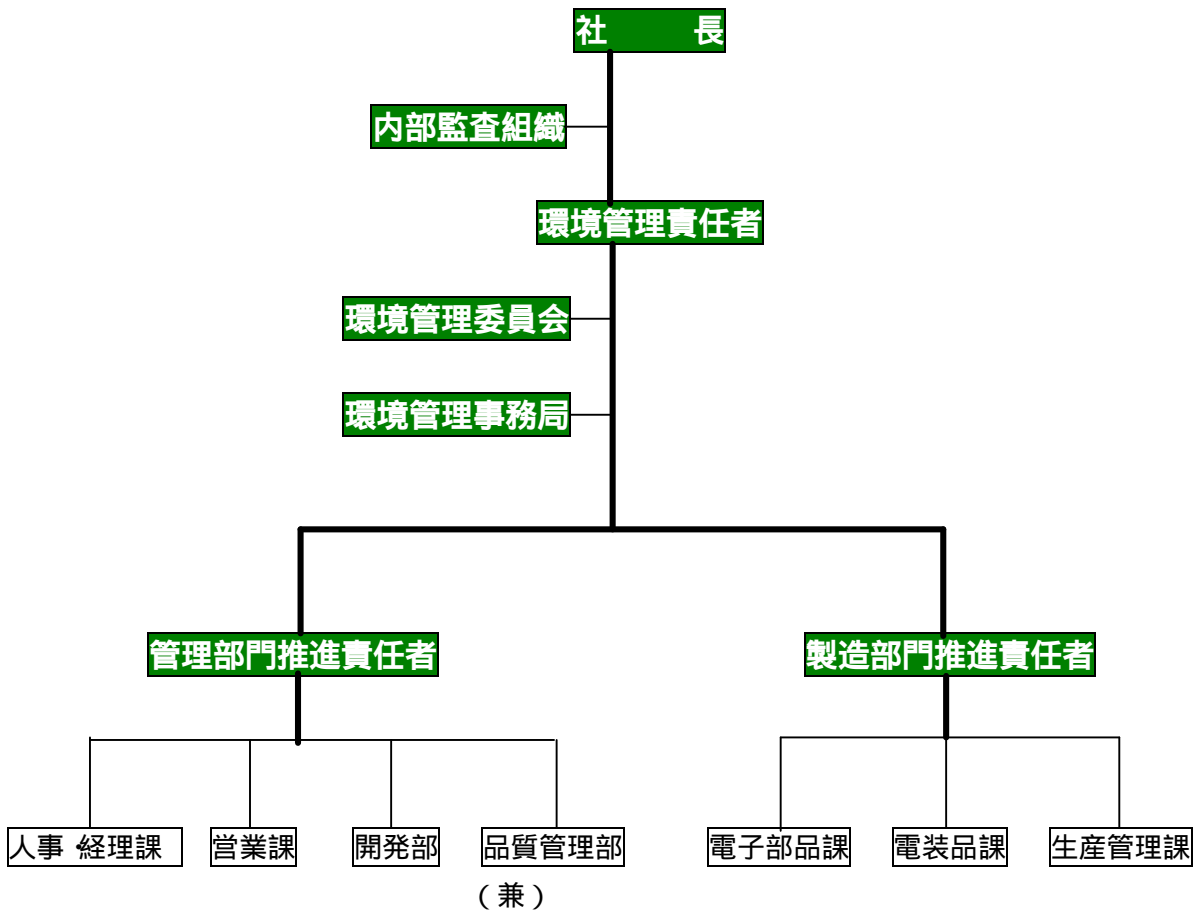 社　　長
内部監査組織
環境管理責任者
環境管理委員会
環境管理事務局
管理部門推進責任者
製造部門推進責任者
人事・経理課
営業課
開発部
品質管理部
電子部品課
電装品課
生産管理課
（兼）